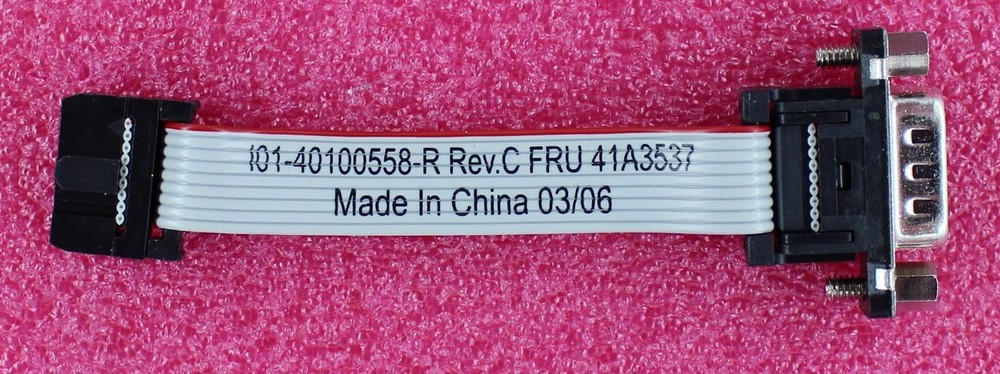 I01-40100558-R Rev.C FRU 41A3537
Made In China 03/06